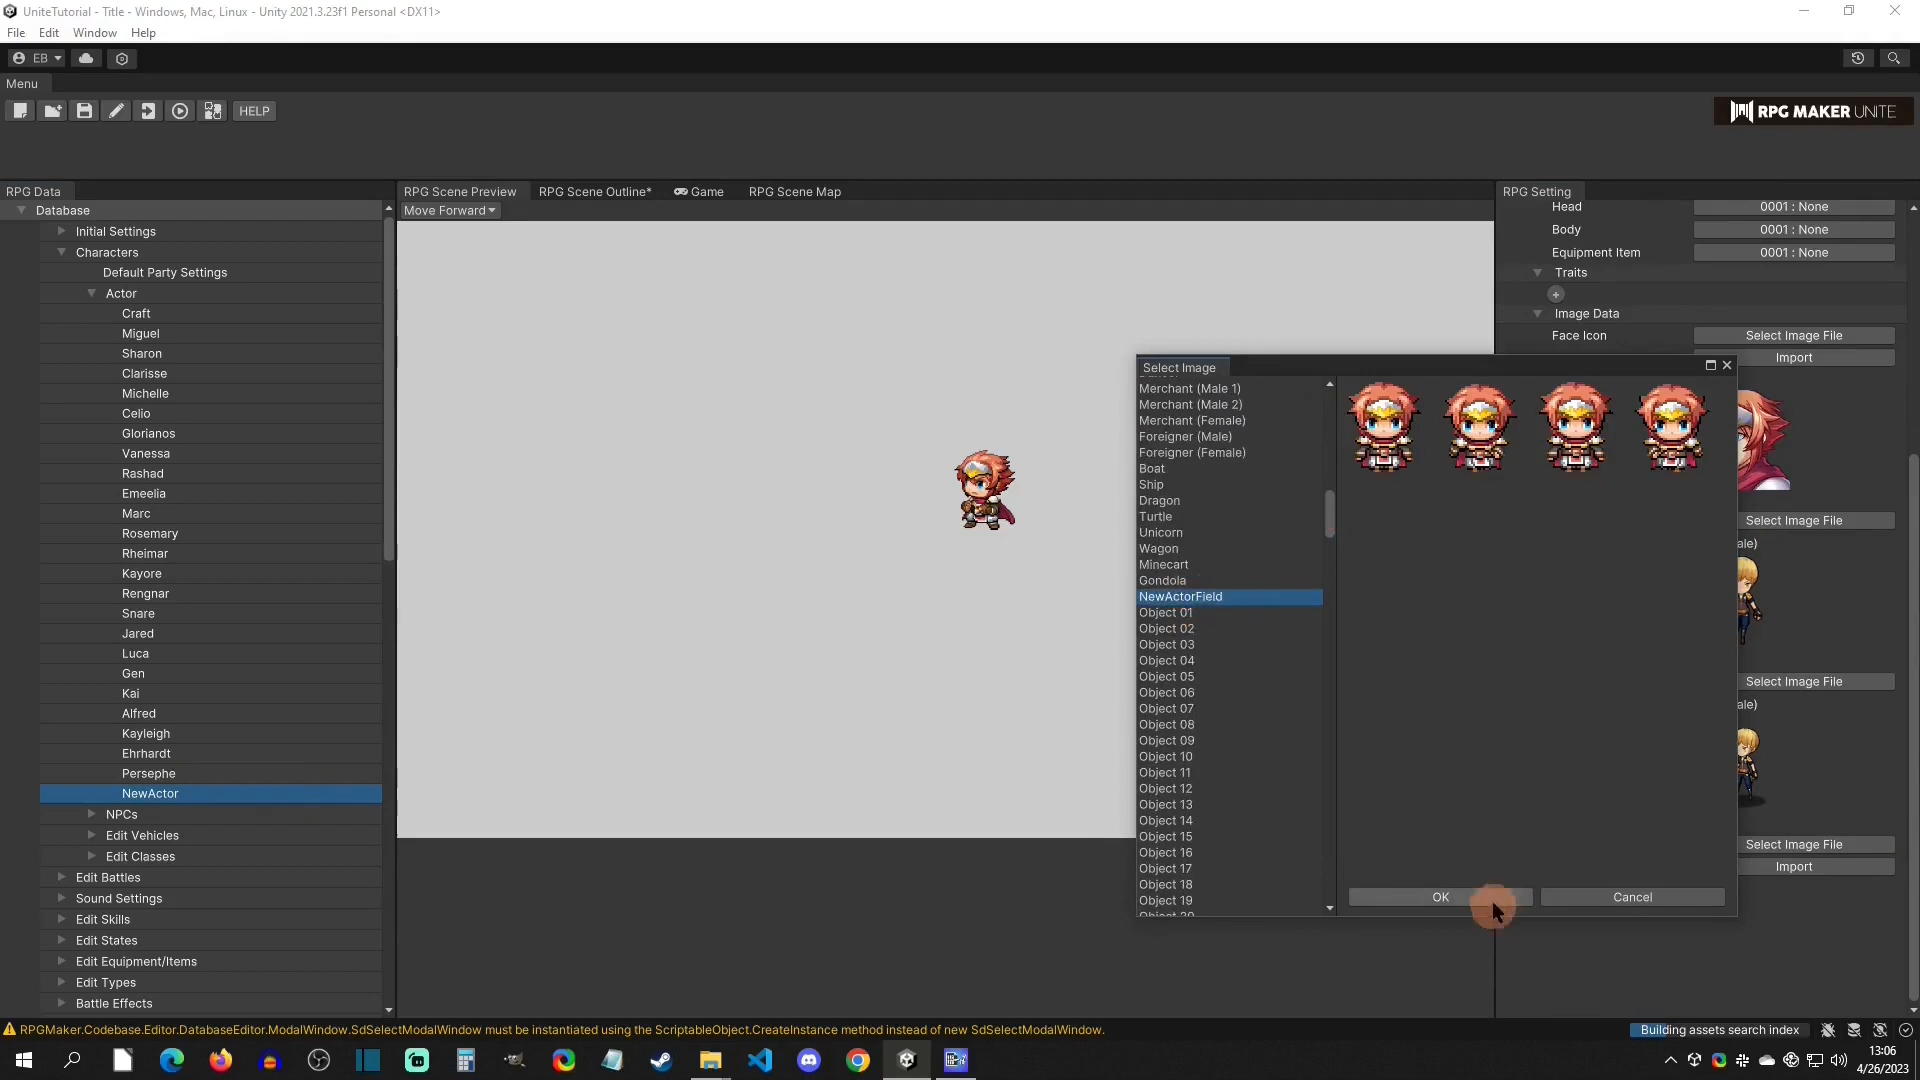 UniteTutorial - Title - Windows, Mac, Linux - Unity 2021.3.23f1 Personal <DX11>
File Edit Window Help
EB
Menu
HELP
RPG MAKER UNITE
RPG Data
Database
Initial Settings
Characters
Default Party Settings
Actor
Craft
Miguel
Sharon
Clarisse
Michelle
Celio
Glorianos
Vanessa
Rashad
Emeelia
Marc
Rosemary
Rheimar
Kayore
Rengnar
Snare
Jared
Luca
Gen
Kai
Alfred
Kayleigh
Ehrhardt
Persephe
NewActor
NPCs
Edit Vehicles
Edit Classes
Edit Battles
Sound Settings
Edit Skills
Edit States
Edit Equipment/Items
Edit Types
Battle Effects
RPG Scene Preview RPG Scene Outline* Game RPG Scene Map
Move Forward
Select Image
Merchant (Male 1)
Merchant (Male 2)
Merchant (Female)
Foreigner (Male)
Foreigner (Female)
Boat
Ship
Dragon
Turtle
Unicorn
Wagon
Minecart
Gondola
NewActorField
Object 01
Object 02
Object 03
Object 04
Object 05
Object 06
Object 07
Object 08
Object 09
Object 10
Object 11
Object 12
Object 13
Object 14
Object 15
Object 16
Object 17
Object 18
Object 19
Object 20
OK Cancel
RPG Setting
Head 0001 : None
Body 0001 : None
Equipment Item 0001 : None
Traits
Image Data
Face Icon Select Image File
Import
Select Image File
ale)
Select Image File
ale)
Select Image File
Import
RPGMaker.Codebase.Editor.DatabaseEditor.ModalWindow.SdSelectModalWindow must be instantiated using the ScriptableObject.CreateInstance method instead of new SdSelectModalWindow.
Building assets search index
13:06
4/26/2023